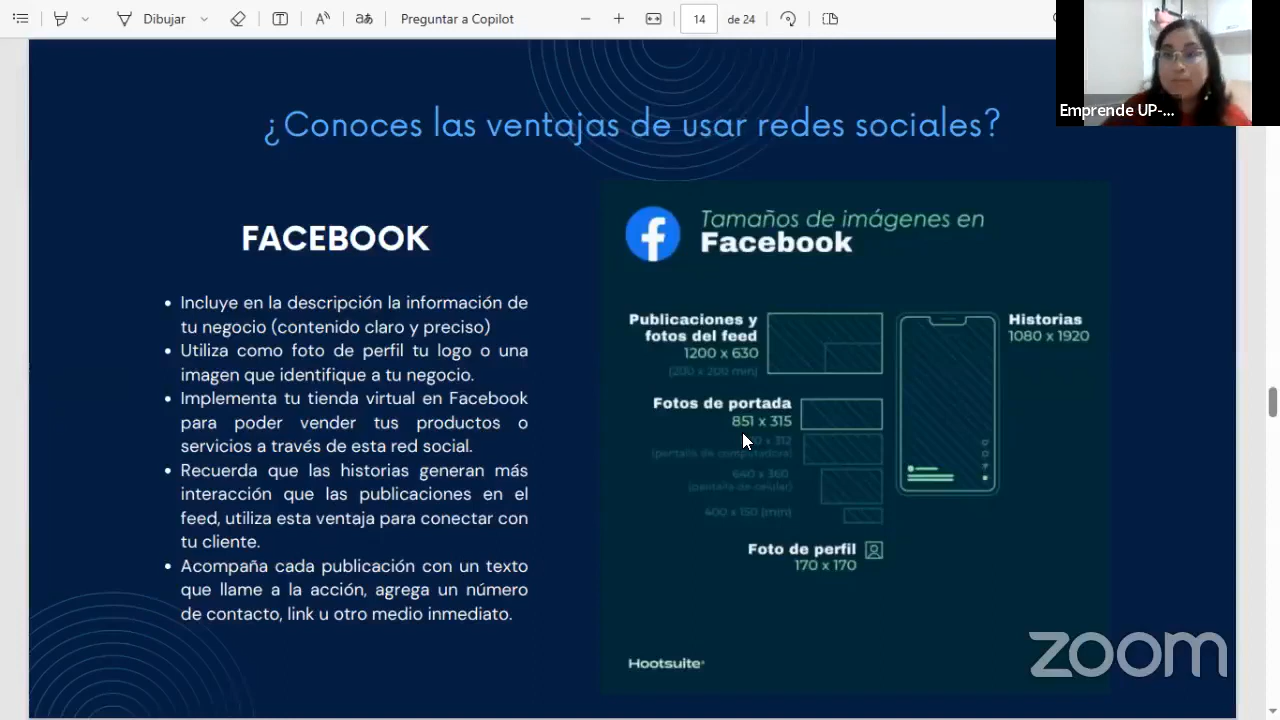 Dibujar
Preguntar a Copilot
14
de 24
Emprende UP-...
¿Conoces las ventajas de usar redes sociales?
FACEBOOK
• Incluye en la descripción la información de
tu negocio (contenido claro y preciso)
• Utiliza como foto de perfil tu logo o una
imagen que identifique a tu negocio.
• Implementa tu tienda virtual en Facebook
para poder vender tus productos o
servicios a través de esta red social.
• Recuerda que las historias generan más
interacción que las publicaciones en el
feed, utiliza esta ventaja para conectar con
tu cliente.
• Acompaña cada publicación con un texto
que llame a la acción, agrega un número
de contacto, link u otro medio inmediato.
Tamaños de imágenes en
Facebook
Publicaciones y
fotos del feed
1200 x 630
(200 x 200 min)
Fotos de portada
851 x 315
x 312
(pantalla de computadora)
640 x 360
(pantalla de celular)
400 x 150 (min)
Foto de perfil
170 x 170
Historias
1080 x 1920
Hootsuite
zoom